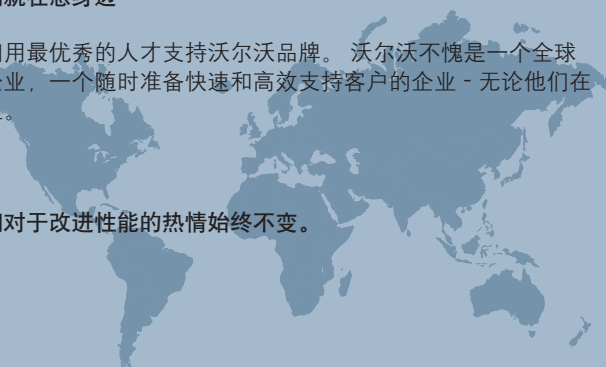 就在您身边
用最优秀的人才支持沃尔沃品牌。 沃尔沃不愧是一个全球
企业，一个随时准备快速和高效支持客户的企业 - 无论他们在
。
对于改进性能的热情始终不变。